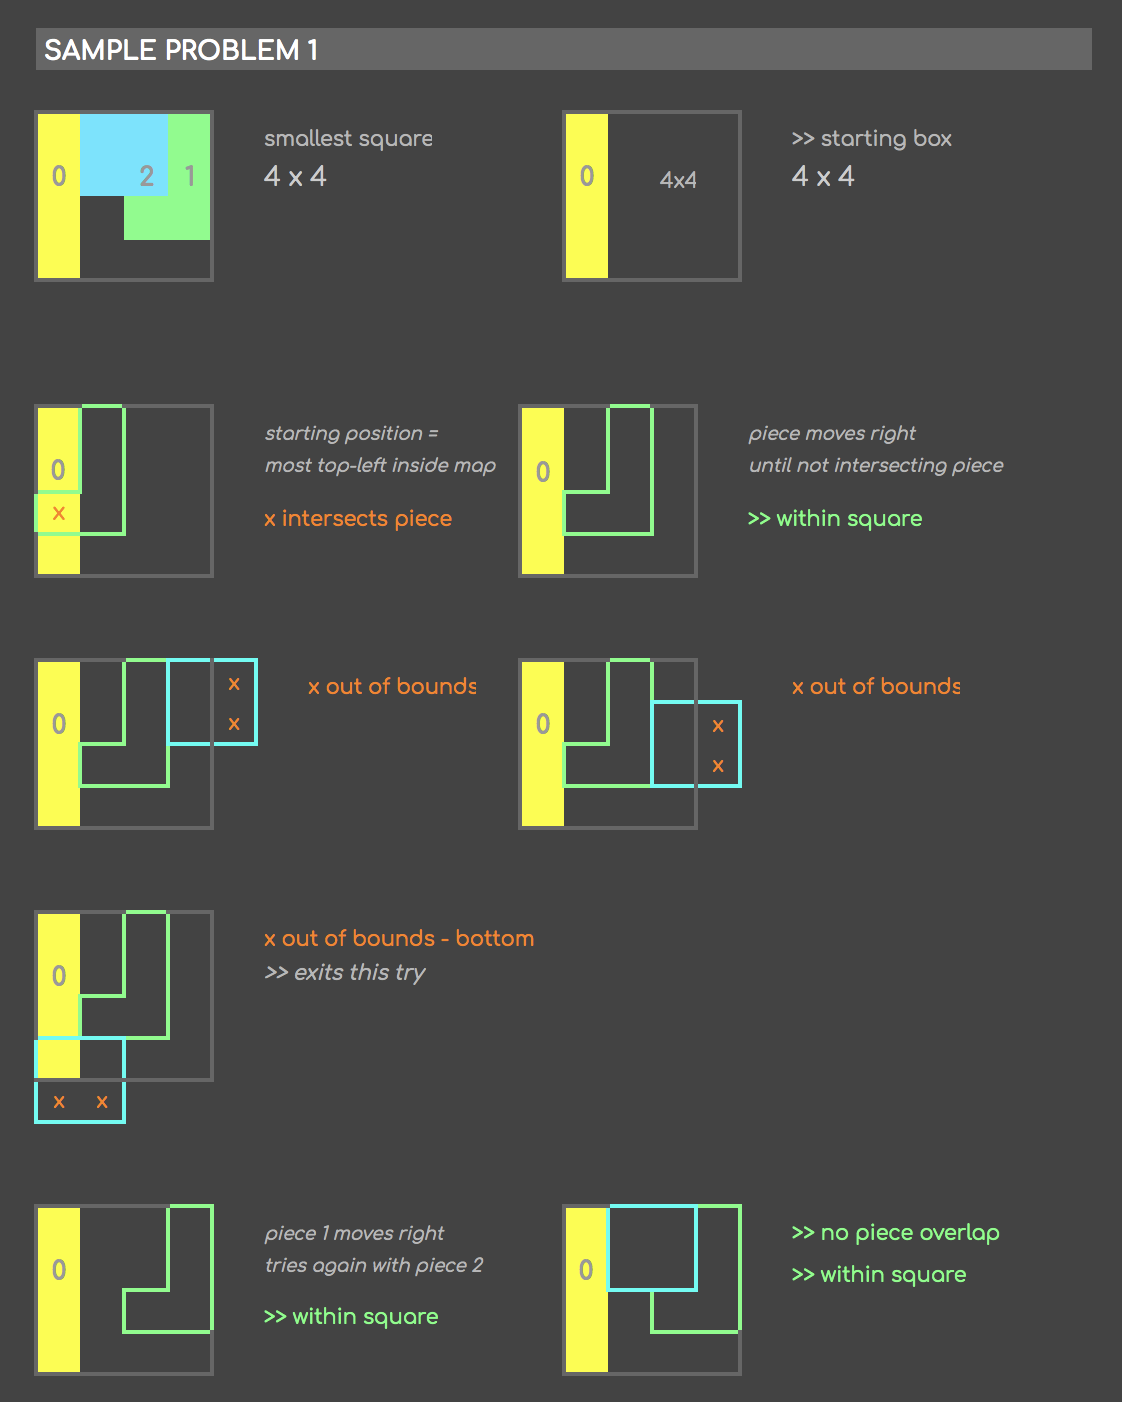 SAMPLE PROBLEM 1
0 2 1
smallest square
4 x 4
0 4x4
>> starting box
4 x 4
0
x
starting position =
most top-left inside map
x intersects piece
0
piece moves right
until not intersecting piece
>> within square
0
x
x
x out of bounds
0
x
x
x out of bounds
0
x x
x out of bounds - bottom
>> exits this try
0
piece 1 moves right
tries again with piece 2
>> within square
0
>> no piece overlap
>> within square